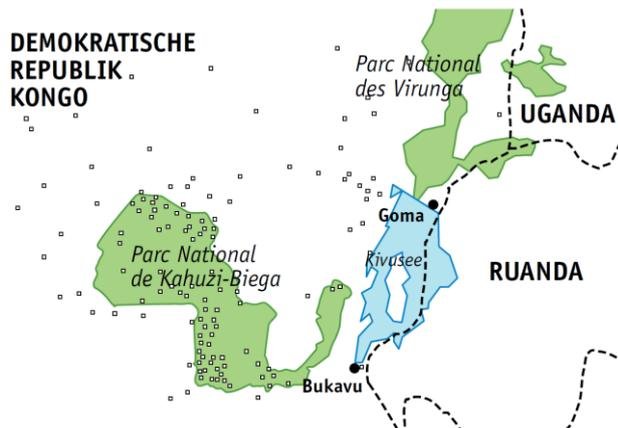 DEMOKRATISCHE
REPUBLIK
KONGO
Parc National
des Virunga
UGANDA
Goma
Kivusee
RUANDA
Parc National
de Kahuzi-Biega
Bukavu